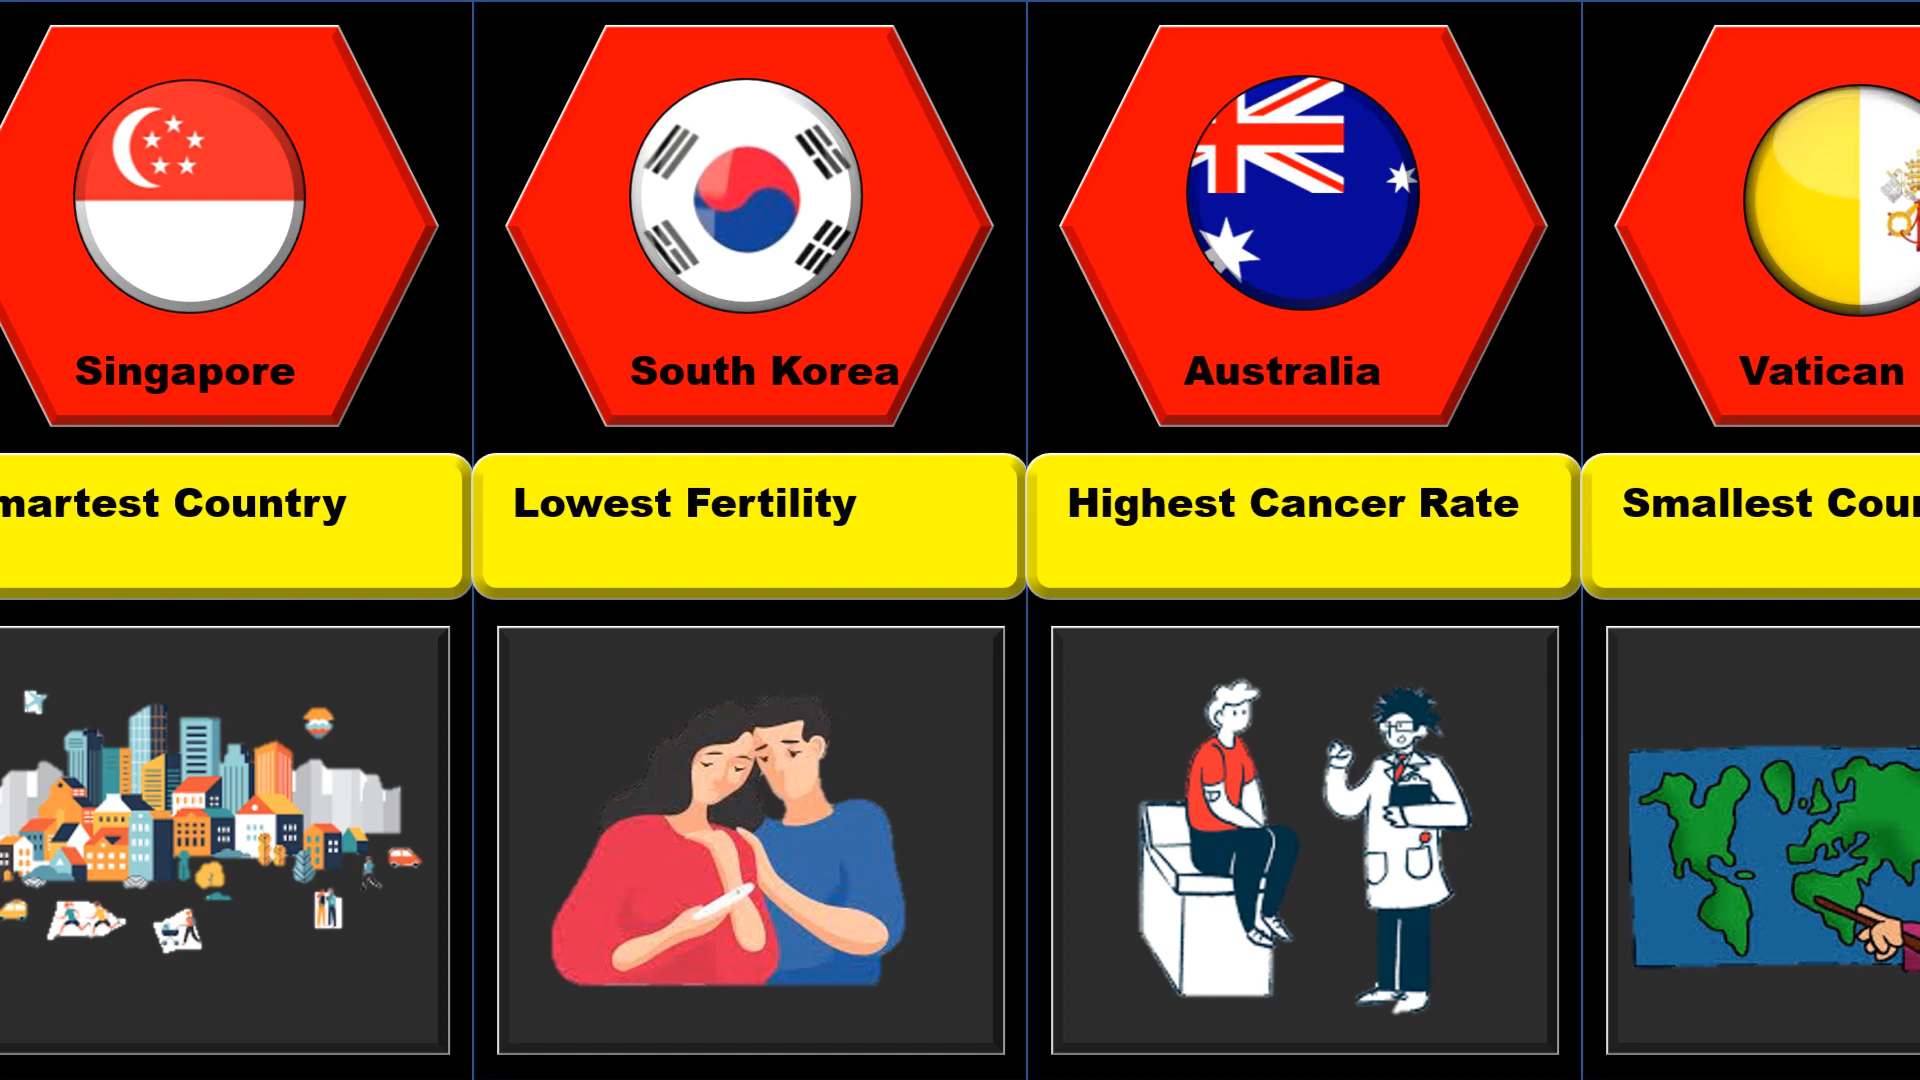 Singapore
South Korea
Australia
Vatican
martest Country
Lowest Fertility
Highest Cancer Rate
Smallest Coun